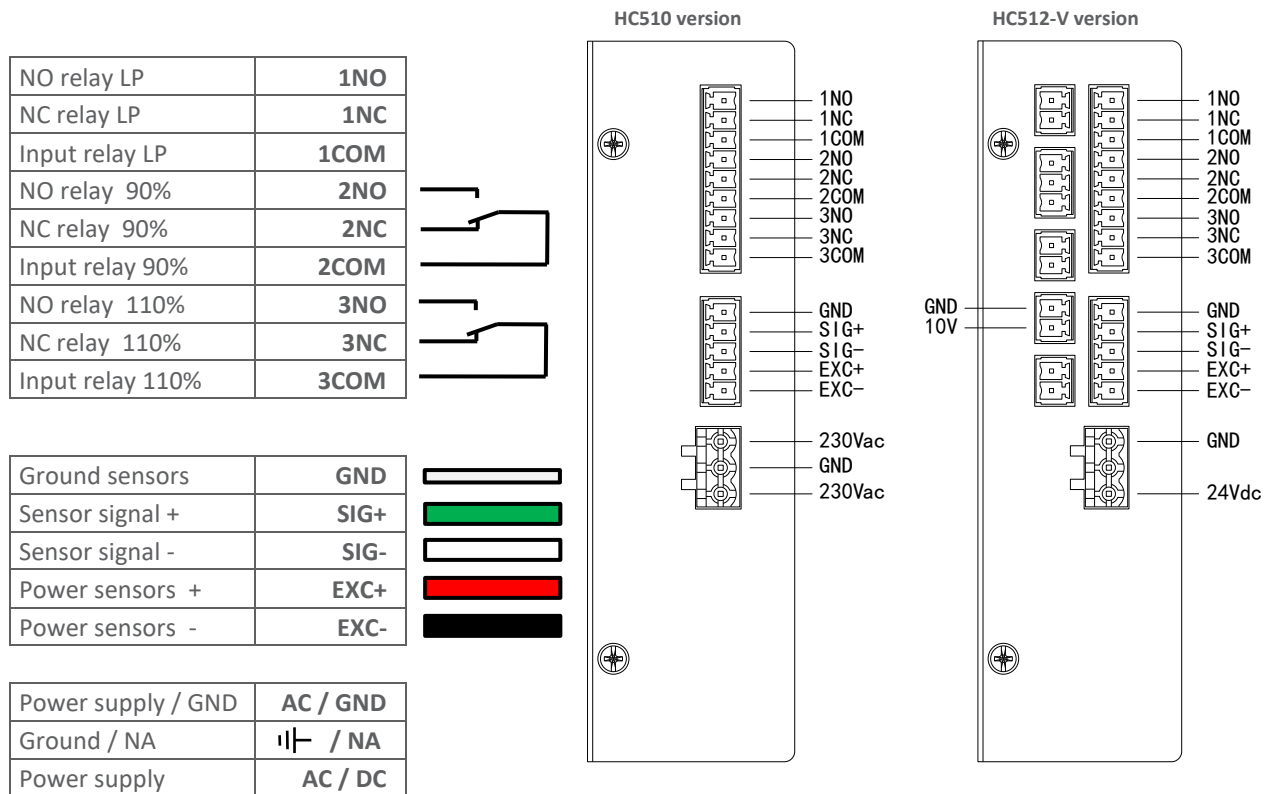 HC510 version
HC512-V version
NO relay LP 1NO
NC relay LP 1NC
Input relay LP 1COM
NO relay 90% 2NO
NC relay 90% 2NC
Input relay 90% 2COM
NO relay 110% 3NO
NC relay 110% 3NC
Input relay 110% 3COM
Ground sensors GND
Sensor signal + SIG+
Sensor signal - SIG-
Power sensors + EXC+
Power sensors - EXC-
Power supply / GND AC / GND
Ground / NA / NA
Power supply AC / DC
1NO
1NC
1COM
2NO
2NC
2COM
3NO
3NC
3COM
GND
SIG+
SIG-
EXC+
EXC-
230Vac
GND
230Vac
GND
10V
1NO
1NC
1COM
2NO
2NC
2COM
3NO
3NC
3COM
GND
SIG+
SIG-
EXC+
EXC-
GND
24Vdc